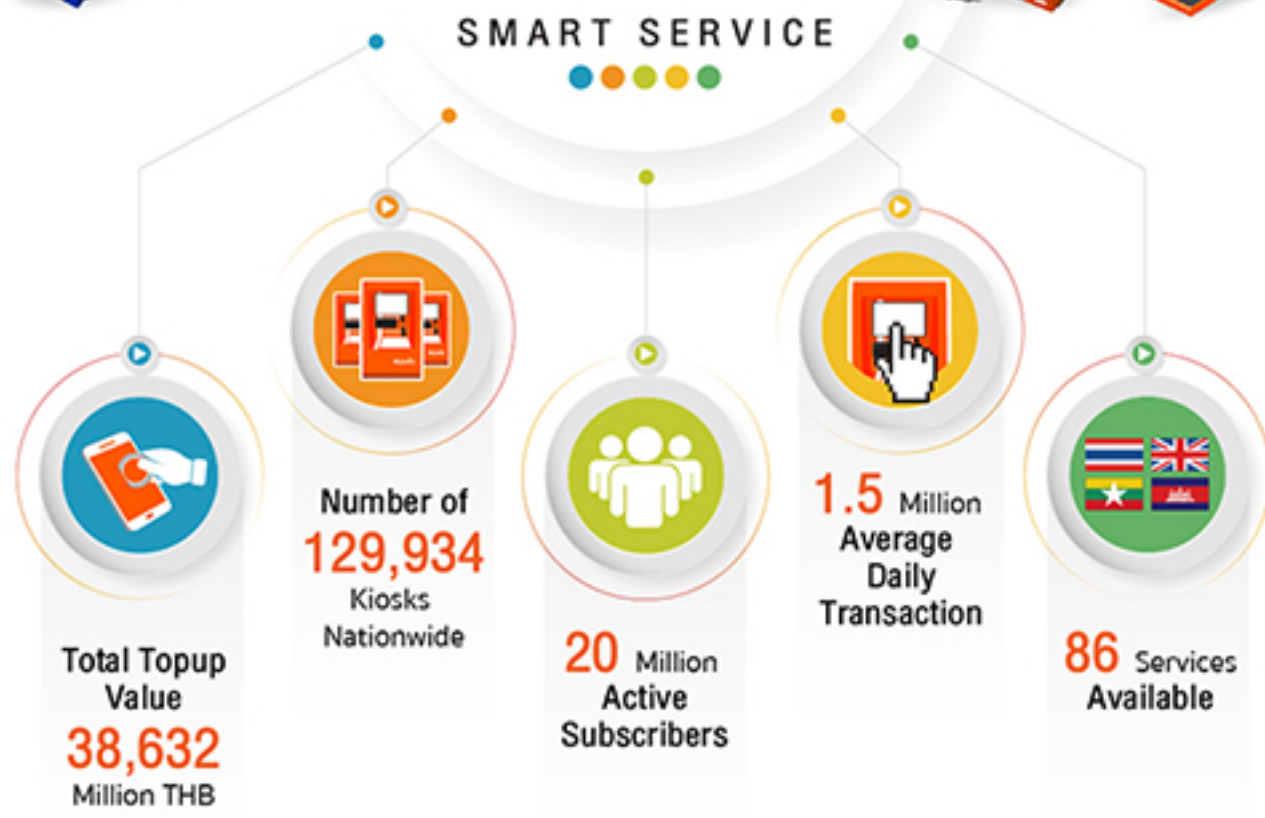 SMART SERVICE
Total Topup
Value
38,632
Million THB
Number of
129,934
Kiosks
Nationwide
20 Million
Active
Subscribers
1.5 Million
Average
Daily
Transaction
86 Services
Available